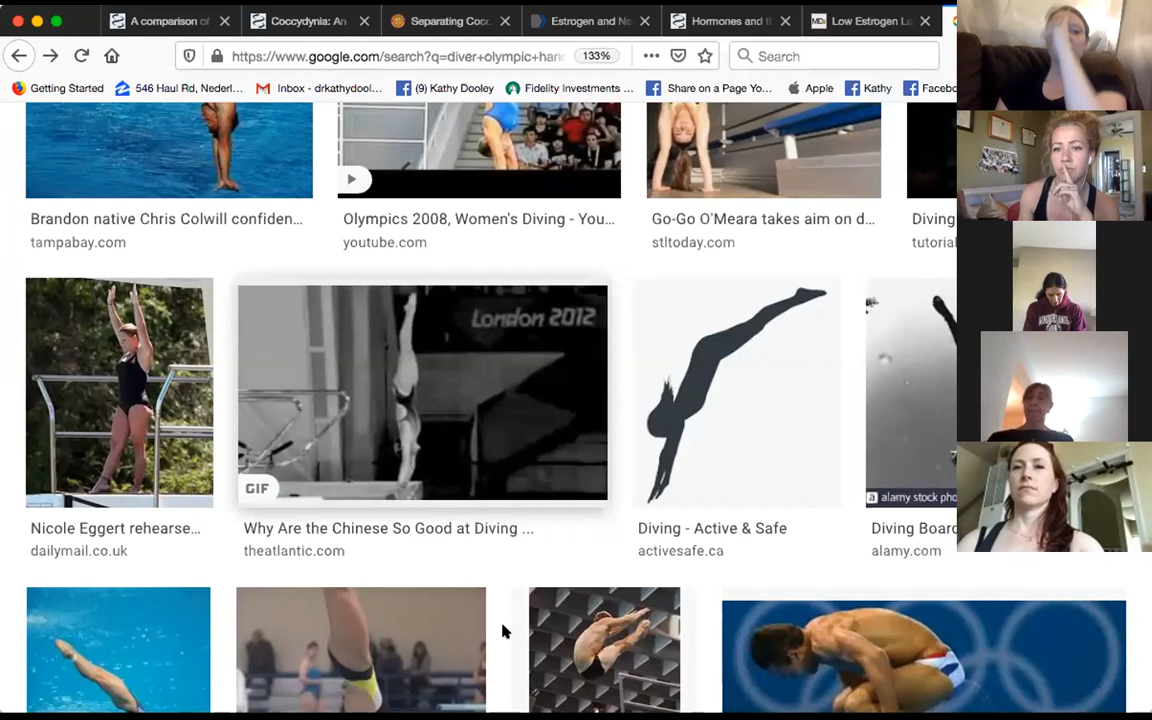 A comparison of
Coccydynia: An
Separating Cocc
Estrogen and Ne
Hormones and t
Low Estrogen L
https://www.google.com/search?q=diver+olympic+han
133%
Search
Getting Started
546 Haul Rd, Nederl...
Inbox - drkathydool...
(9) Kathy Dooley
Fidelity Investments ...
Share on a Page Yo...
Apple
Kathy
Facebo
Brandon native Chris Colwill confiden...
tampabay.com
Olympics 2008, Women's Diving - You...
youtube.com
Go-Go O'Meara takes aim on d...
stltoday.com
Diving
tutorial
London 2012
GIF
a alamy stock pho
Nicole Eggert rehearse...
dailymail.co.uk
Why Are the Chinese So Good at Diving ...
theatlantic.com
Diving - Active & Safe
activesafe.ca
Diving Board
alamy.com